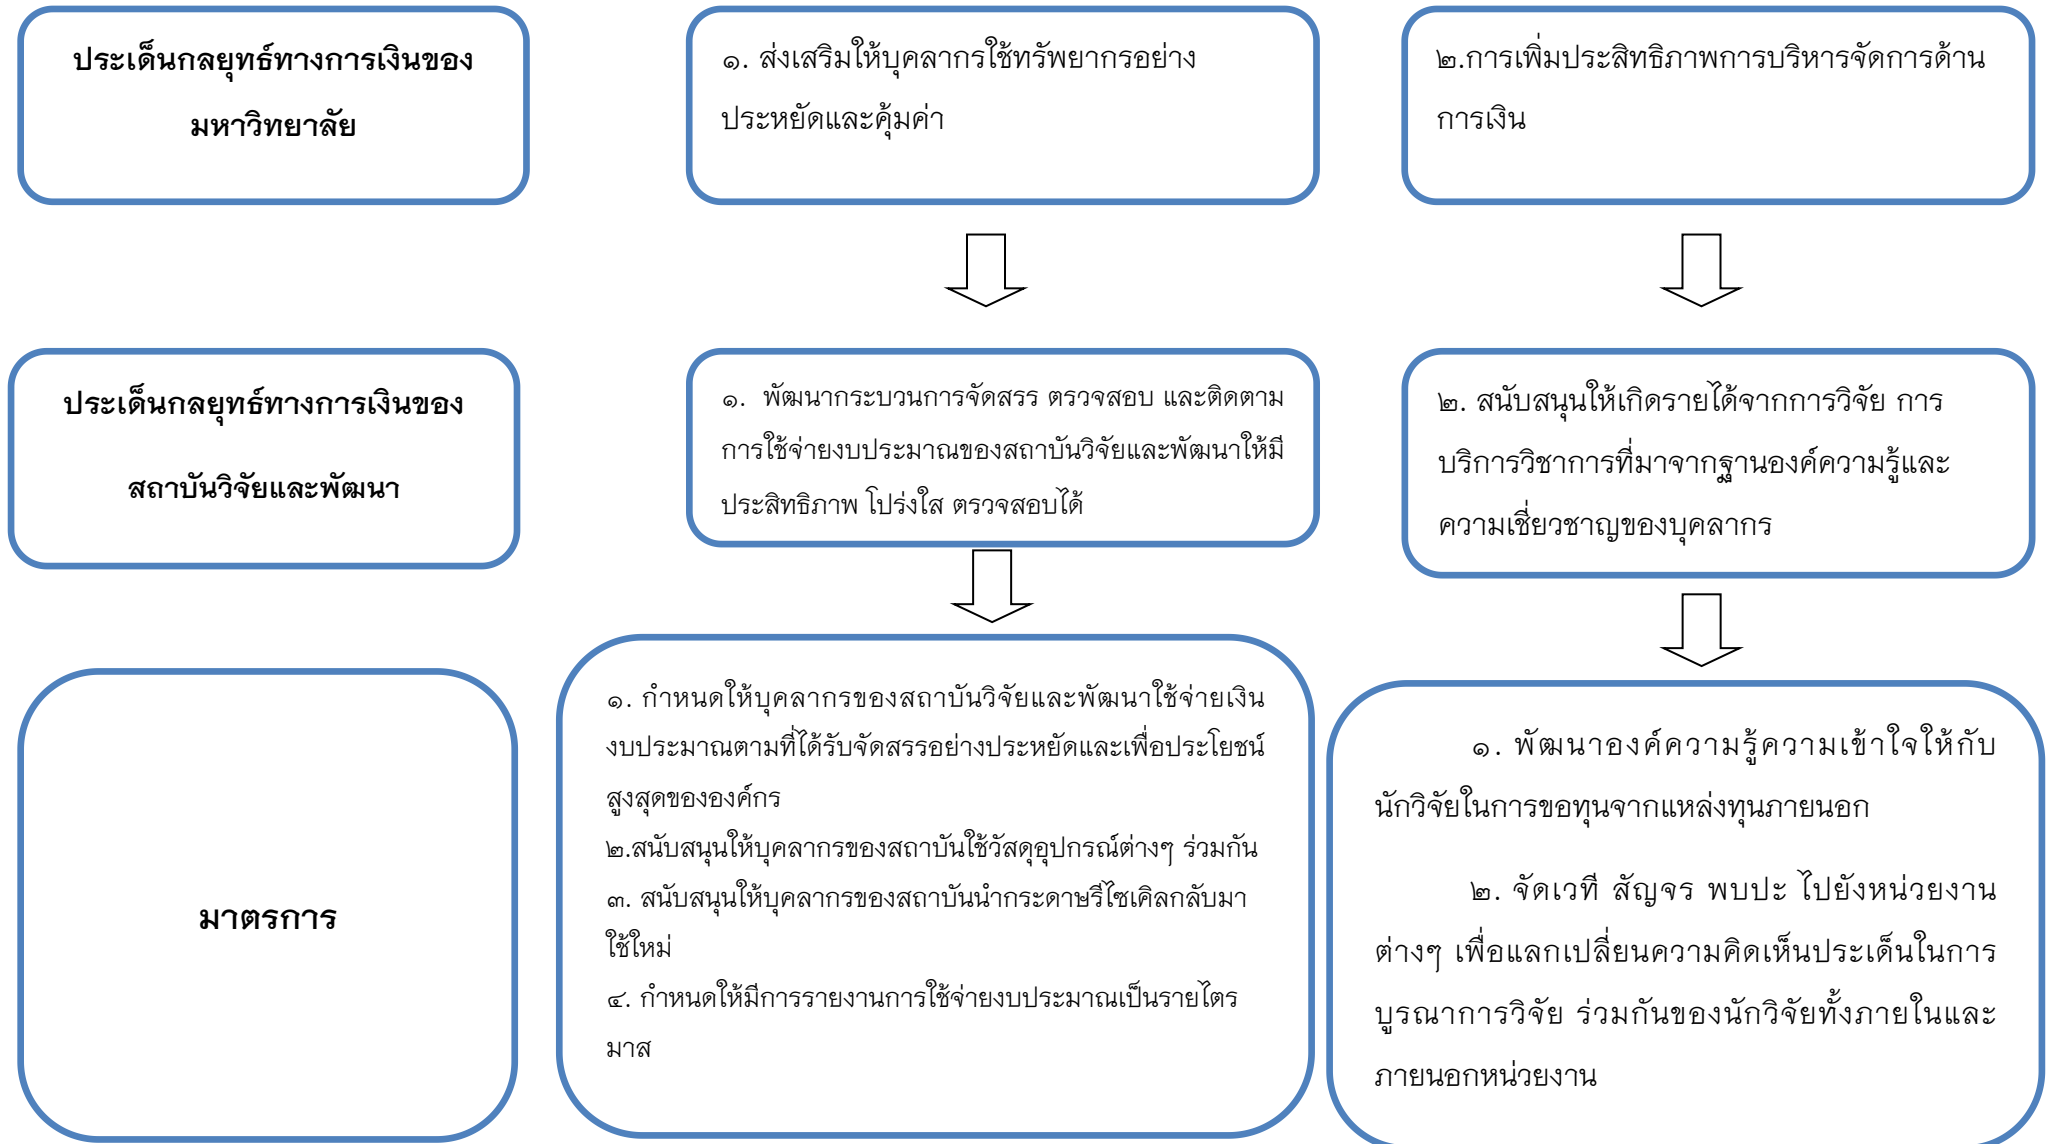 ประเด็นกลยุทธ์ทางการเงินของ
มหาวิทยาลัย
๑. ส่งเสริมให้บุคลากรใช้ทรัพยากรอย่าง
ประหยัดและคุ้มค่า
๒.การเพิ่มประสิทธิภาพการบริหารจัดการด้าน
การเงิน
ประเด็นกลยุทธ์ทางการเงินของ
สถาบันวิจัยและพัฒนา
๑. พัฒนากระบวนการจัดสรร ตรวจสอบ และติดตาม
การใช้จ่ายงบประมาณของสถาบันวิจัยและพัฒนาให้มี
ประสิทธิภาพ โปร่งใส ตรวจสอบได้
๒. สนับสนุนให้เกิดรายได้จากการวิจัย การ
บริการวิชาการที่มาจากฐานองค์ความรู้และ
ความเชี่ยวชาญของบุคลากร
มาตรการ
๑. กำหนดให้บุคลากรของสถาบันวิจัยและพัฒนาใช้จ่ายเงิน
งบประมาณตามที่ได้รับจัดสรรอย่างประหยัดและเพื่อประโยชน์
สูงสุดขององค์กร
๒.สนับสนุนให้บุคลากรของสถาบันใช้วัสดุอุปกรณ์ต่างๆ ร่วมกัน
๓. สนับสนุนให้บุคลากรของสถาบันนำกระดาษรีไซเคิลกลับมา
ใช้ใหม่
๔. กำหนดให้มีการรายงานการใช้จ่ายงบประมาณเป็นรายไตร
มาส
๑. พัฒนาองค์ความรู้ความเข้าใจให้กับ
นักวิจัยในการขอทุนจากแหล่งทุนภายนอก
๒. จัดเวที สัญจร พบปะ ไปยังหน่วยงาน
ต่างๆ เพื่อแลกเปลี่ยนความคิดเห็นประเด็นในการ
บูรณาการวิจัย ร่วมกันของนักวิจัยทั้งภายในและ
ภายนอกหน่วยงาน